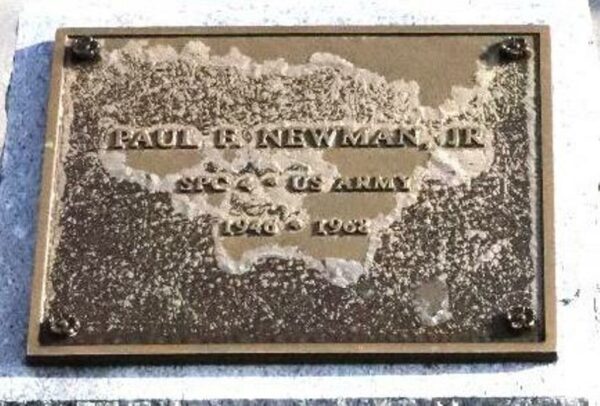 PAUL F. NEWMAN, JR
SPC 4 * US ARMY
1946 * 1968